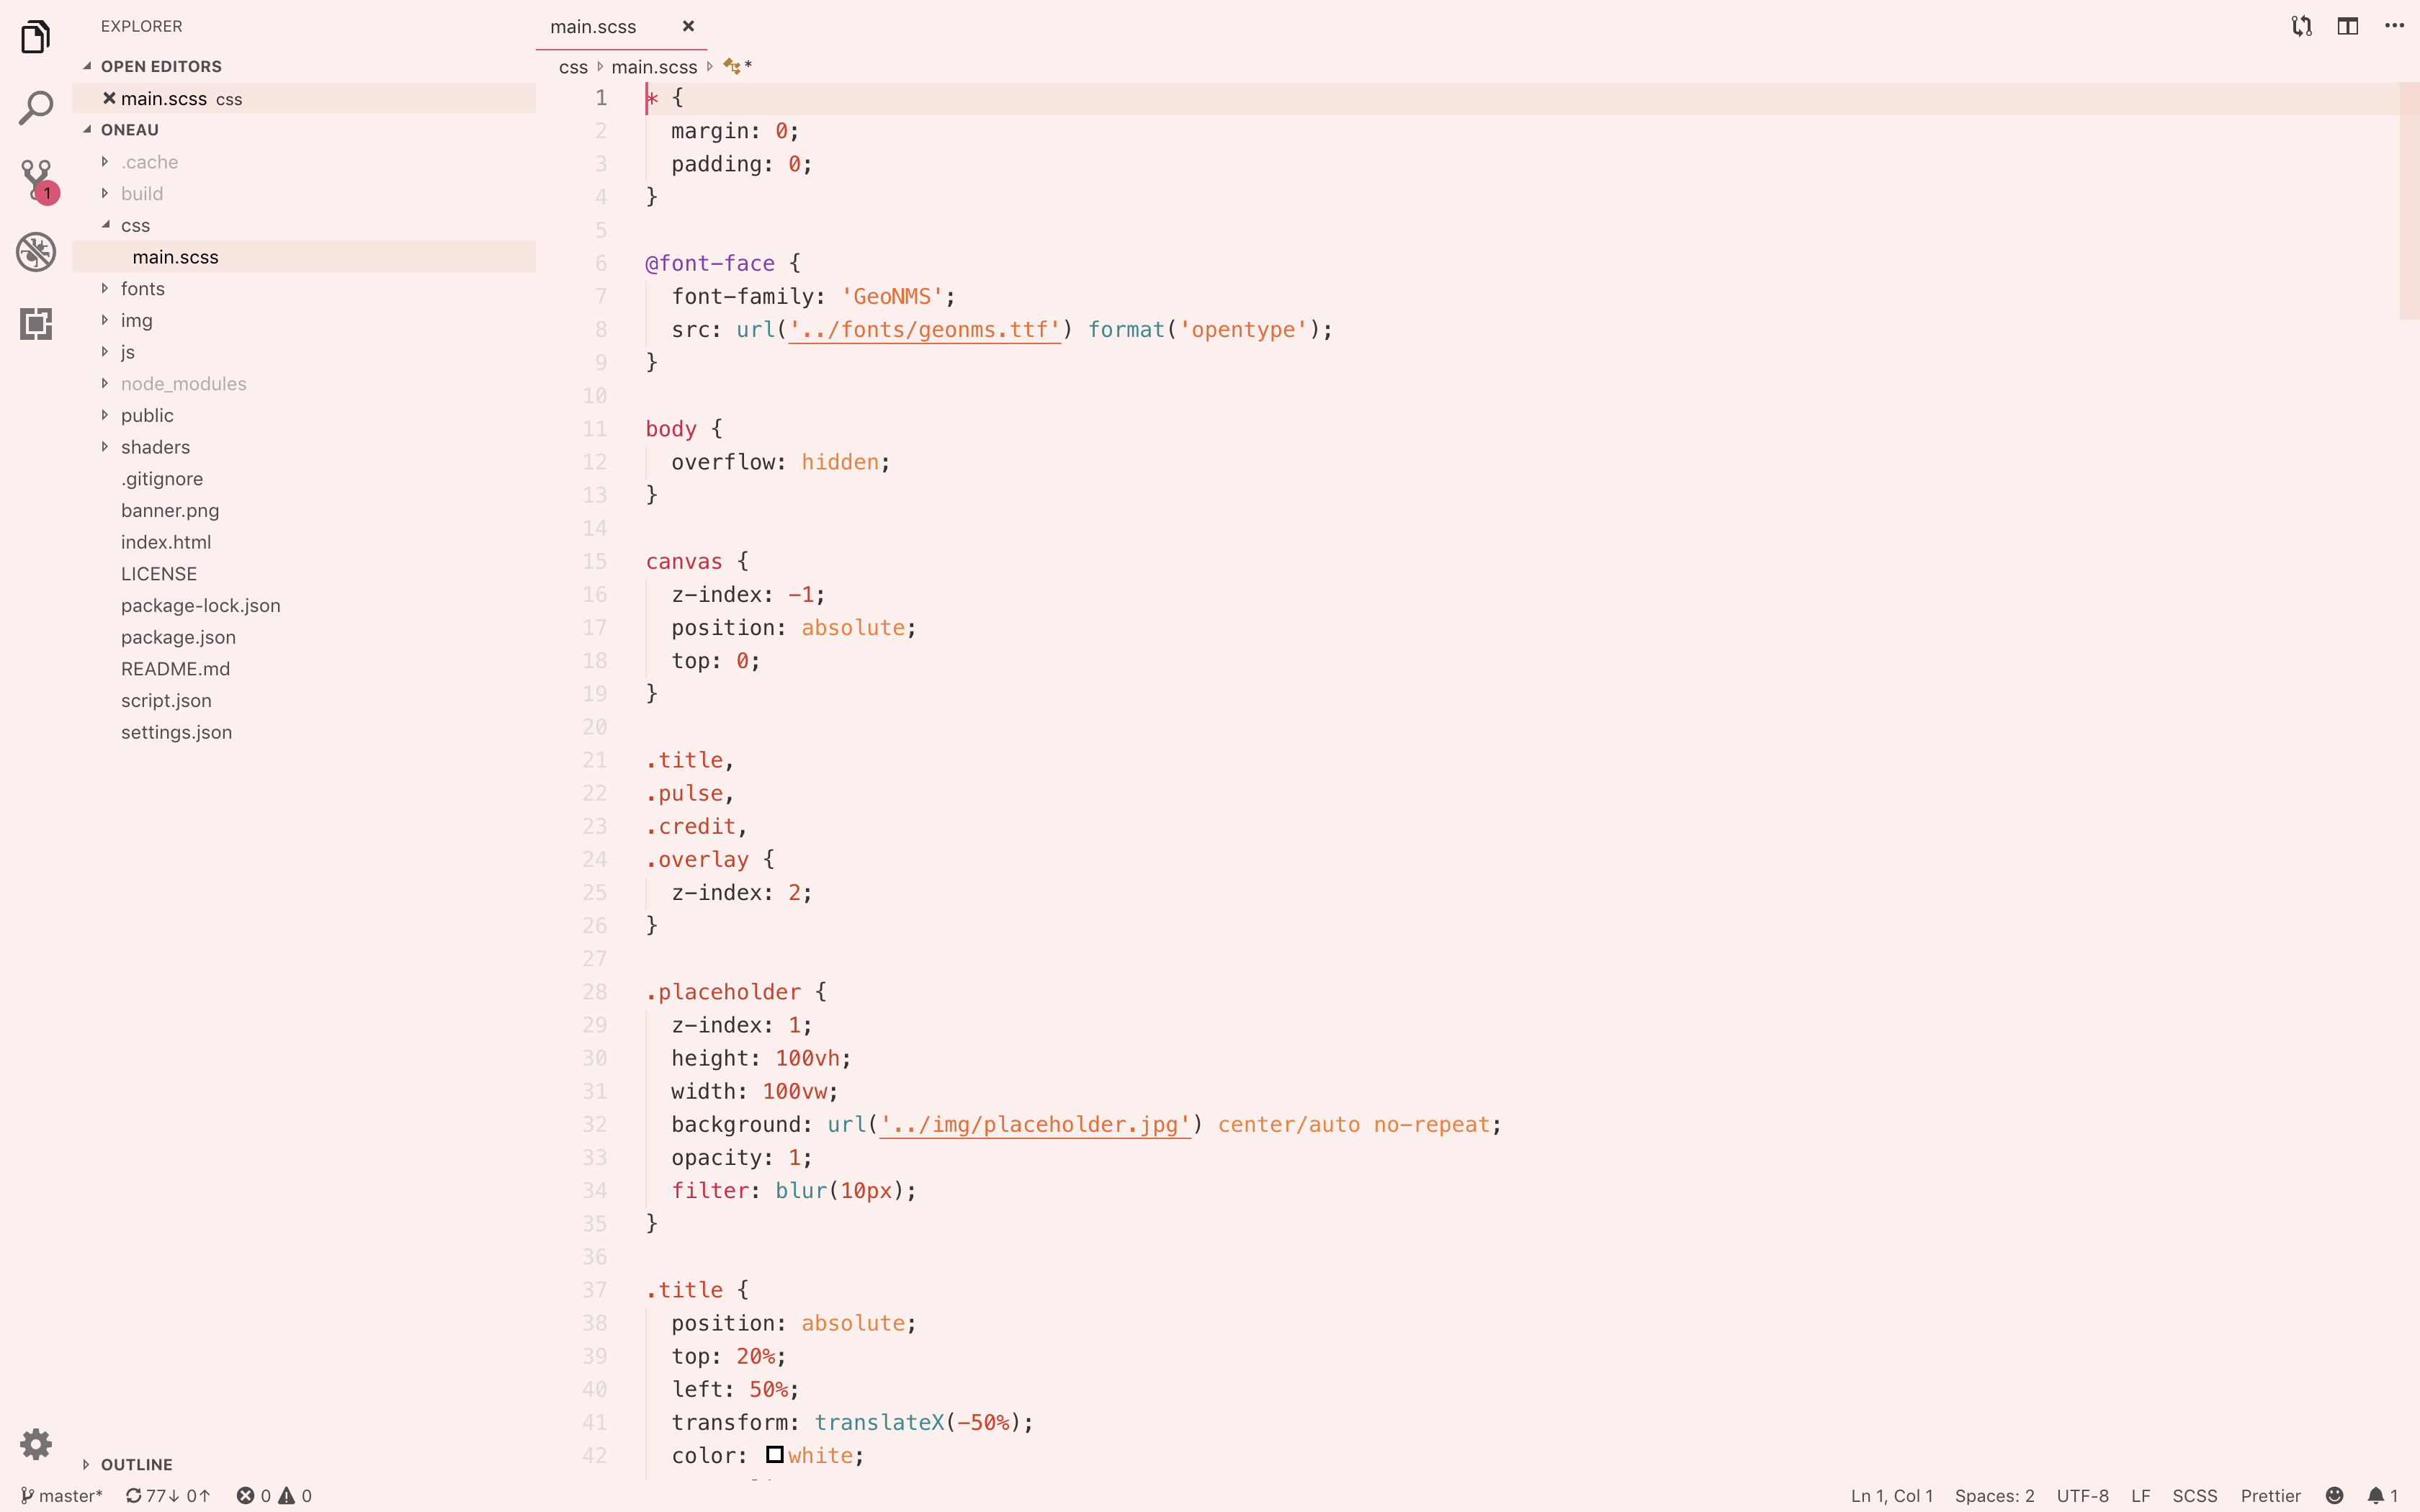 EXPLORER
OPEN EDITORS
main.scss css
ONEAU
.cache
build
css
main.scss
fonts
img
js
node_modules
public
shaders
.gitignore
banner.png
index.html
LICENSE
package-lock.json
package.json
README.md
script.json
settings.json
OUTLINE
1
main.scss
css main.scss *
1 * {
2 margin: 0;
3 padding: 0;
4 }
5
6 @font-face {
7 font-family: 'GeoNMS';
8 src: url('../fonts/geonms.ttf') format('opentype');
9 }
10
11 body {
12 overflow: hidden;
13 }
14
15 canvas {
16 z-index: -1;
17 position: absolute;
18 top: 0;
19 }
20
21 .title,
22 .pulse,
23 .credit,
24 .overlay {
25 z-index: 2;
26 }
27
28 .placeholder {
29 z-index: 1;
30 height: 100vh;
31 width: 100vw;
32 background: url('../img/placeholder.jpg') center/auto no-repeat;
33 opacity: 1;
34 filter: blur(10px);
35 }
36
37 .title {
38 position: absolute;
39 top: 20%;
40 left: 50%;
41 transform: translateX(-50%);
42 color: white;
master* 77↓ 0↑ 0 0 Ln 1, Col 1 Spaces: 2 UTF-8 LF SCSS Prettier 1